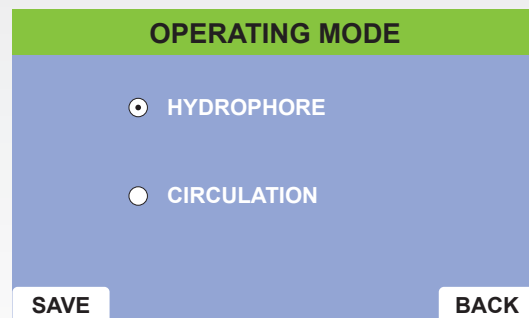 OPERATING MODE
HYDROPHORE
CIRCULATION
SAVE BACK